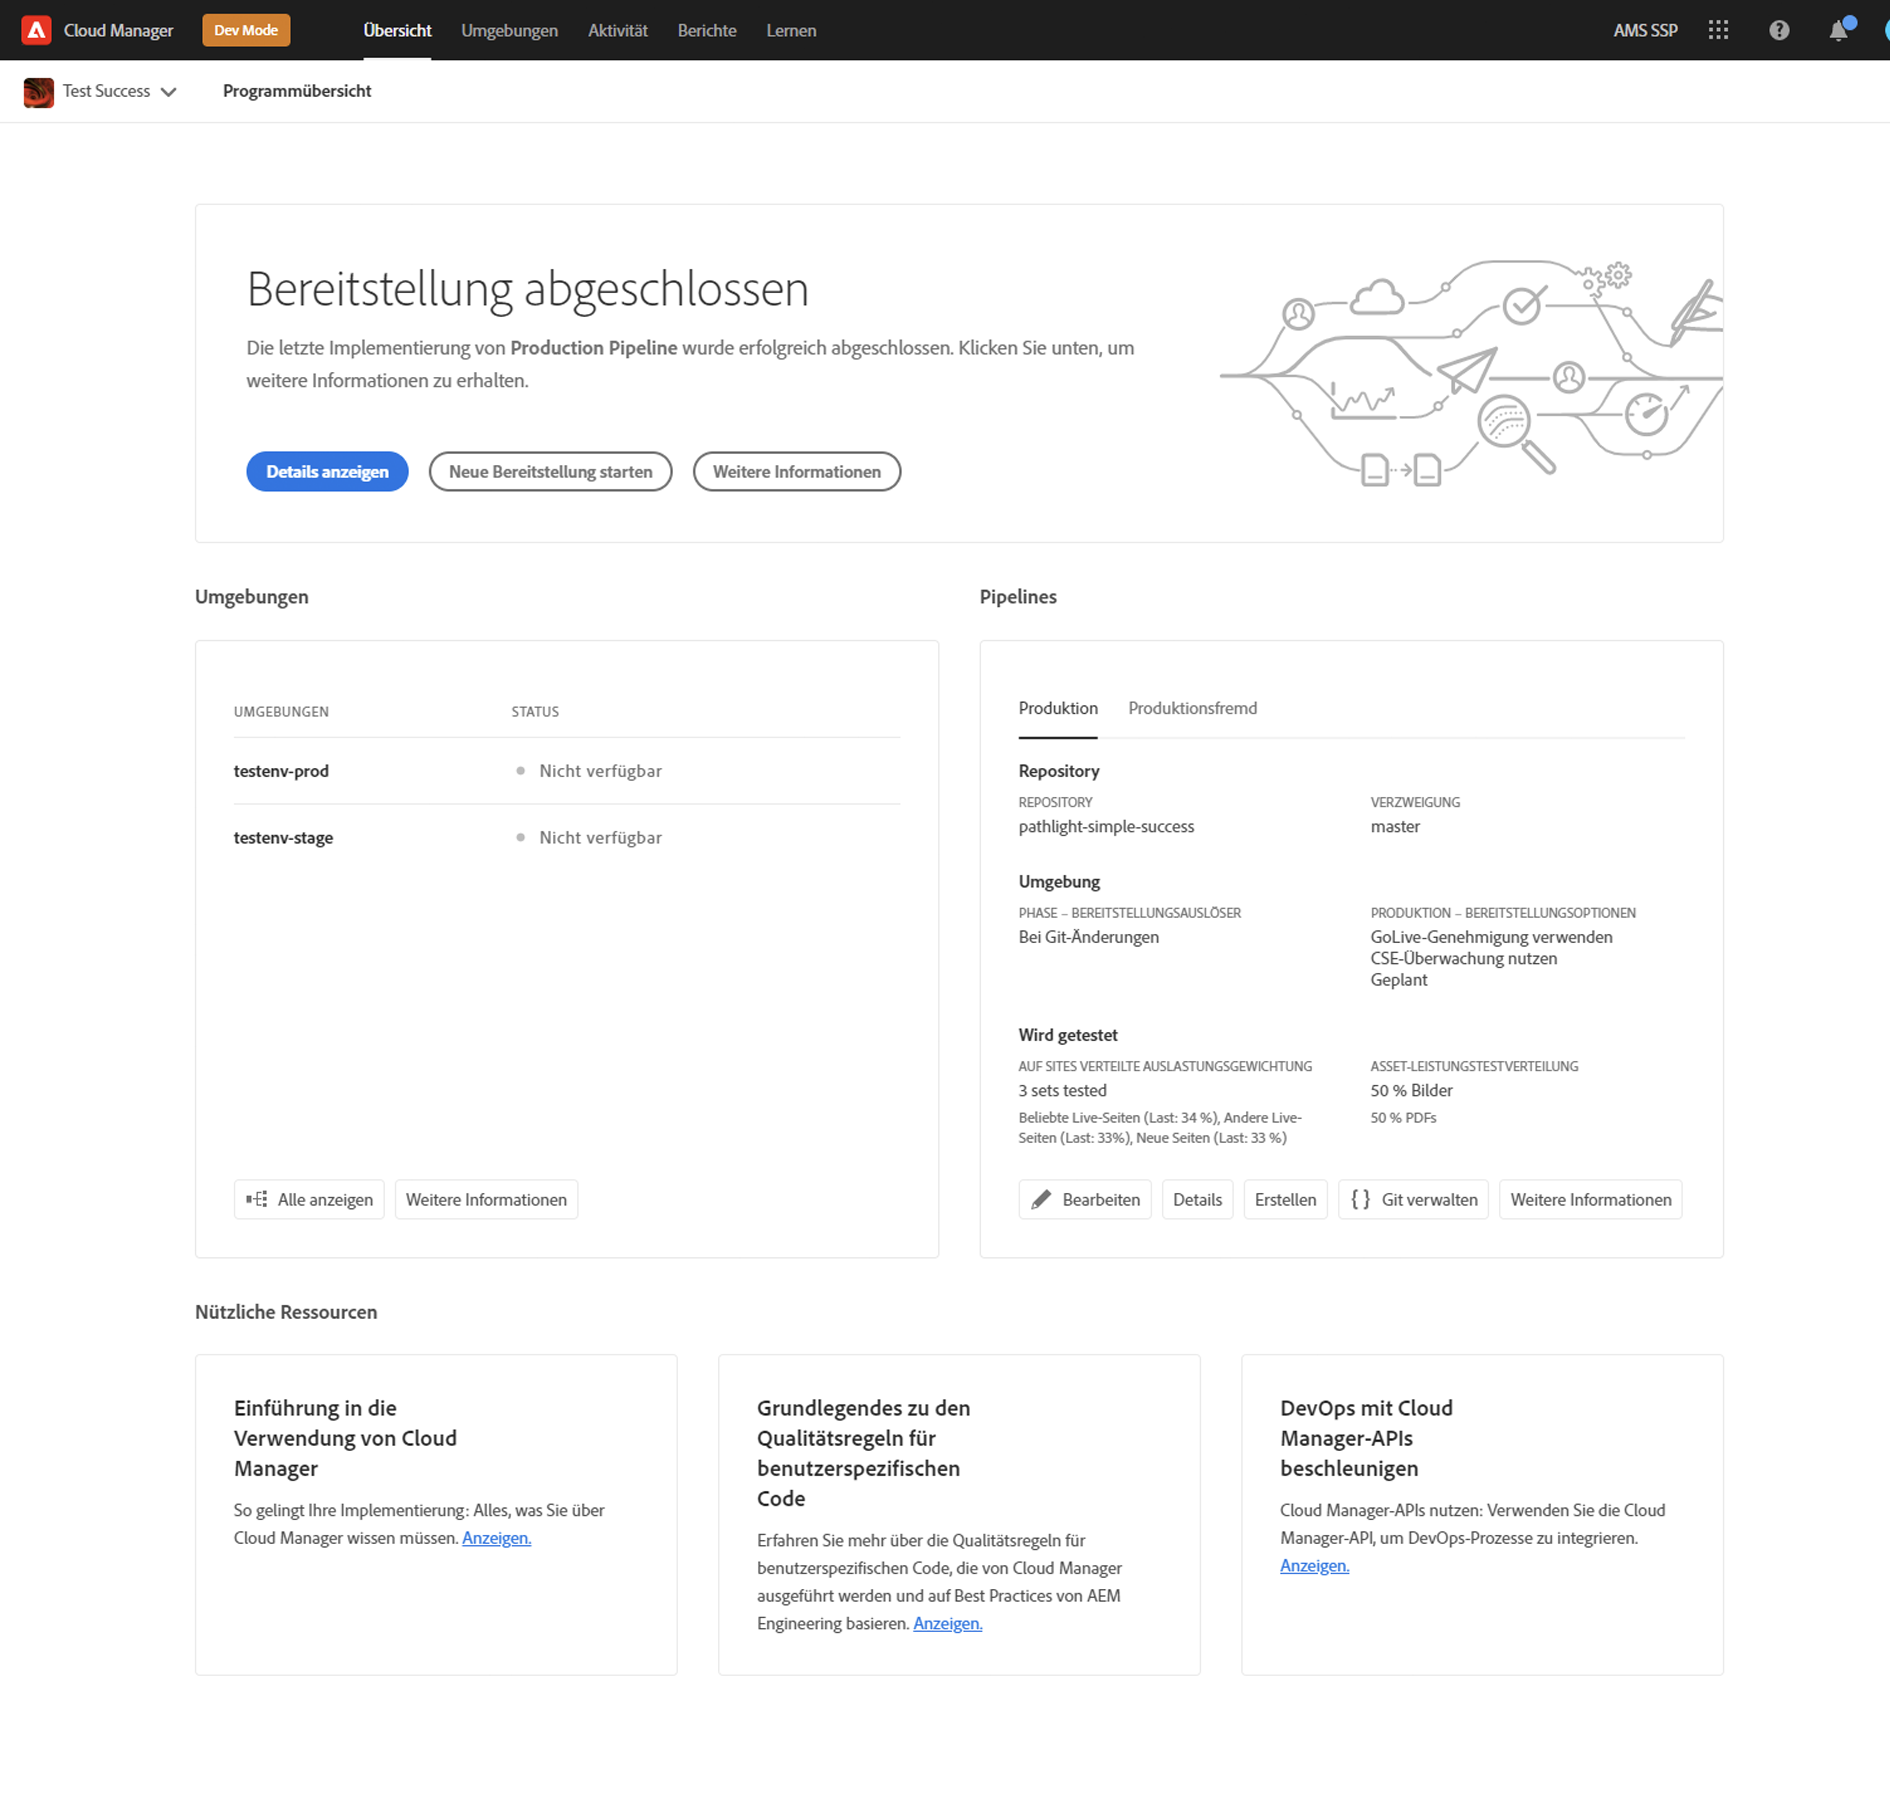 Cloud Manager
Dev Mode
Übersicht
Umgebungen
Aktivität
Berichte
Lernen
AMS SSP
Test Success
Programmübersicht
Bereitstellung abgeschlossen
Die letzte Implementierung von Production Pipeline wurde erfolgreich abgeschlossen. Klicken Sie unten, um
weitere Informationen zu erhalten.
Details anzeigen
Neue Bereitstellung starten
Weitere Informationen
Umgebungen
UMGEBUNGEN
STATUS
testenv-prod
Nicht verfügbar
testenv-stage
Nicht verfügbar
Alle anzeigen
Weitere Informationen
Pipelines
Produktion
Produktionsfremd
Repository
REPOSITORY
pathlight-simple-success
VERZWEIGUNG
master
Umgebung
PHASE – BEREITSTELLUNGSAUSLÖSER
Bei Git-Änderungen
PRODUKTION – BEREITSTELLUNGSOPTIONEN
GoLive-Genehmigung verwenden
CSE-Überwachung nutzen
Geplant
Wird getestet
AUF SITES VERTEILTE AUSLASTUNGSGEWICHTUNG
3 sets tested
Beliebte Live-Seiten (Last: 34 %), Andere Live-
Seiten (Last: 33%), Neue Seiten (Last: 33 %)
ASSET-LEISTUNGSTESTVERTEILUNG
50 % Bilder
50 % PDFs
Bearbeiten
Details
Erstellen
Git verwalten
Weitere Informationen
Nützliche Ressourcen
Einführung in die
Verwendung von Cloud
Manager
So gelingt Ihre Implementierung: Alles, was Sie über
Cloud Manager wissen müssen. Anzeigen.
Grundlegendes zu den
Qualitätsregeln für
benutzerspezifischen
Code
Erfahren Sie mehr über die Qualitätsregeln für
benutzerspezifischen Code, die von Cloud Manager
ausgeführt werden und auf Best Practices von AEM
Engineering basieren. Anzeigen.
DevOps mit Cloud
Manager-APIs
beschleunigen
Cloud Manager-APIs nutzen: Verwenden Sie die Cloud
Manager-API, um DevOps-Prozesse zu integrieren.
Anzeigen.